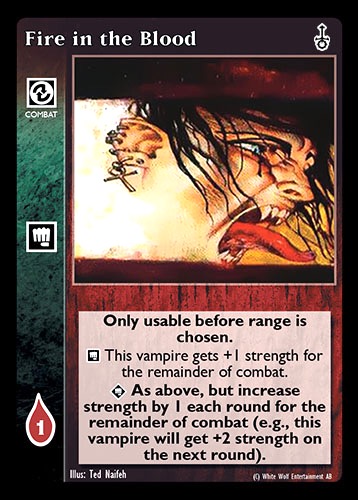 Fire in the Blood
COMBAT
Only usable before range is
chosen.
This vampire gets +1 strength for
the remainder of combat.
As above, but increase
strength by 1 each round for the
remainder of combat (e.g., this
vampire will get +2 strength on
the next round).
1
Illus: Ted Naifeh
(C) White Wolf Entertainment AB